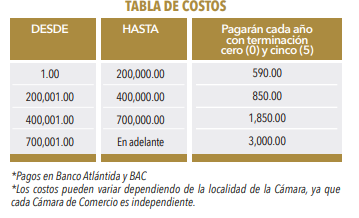 TABLA DE COSTOS
DESDE HASTA Pagarán cada año
con terminación
cero (0) y cinco (5)
1.00 200,000.00 590.00
200,001.00 400,000.00 850.00
400,001.00 700,000.00 1,850.00
700,001.00 En adelante 3,000.00
*Pagos en Banco Atlántida y BAC
*Los costos pueden variar dependiendo de la localidad de la Cámara, ya que
cada Cámara de Comercio es independiente.